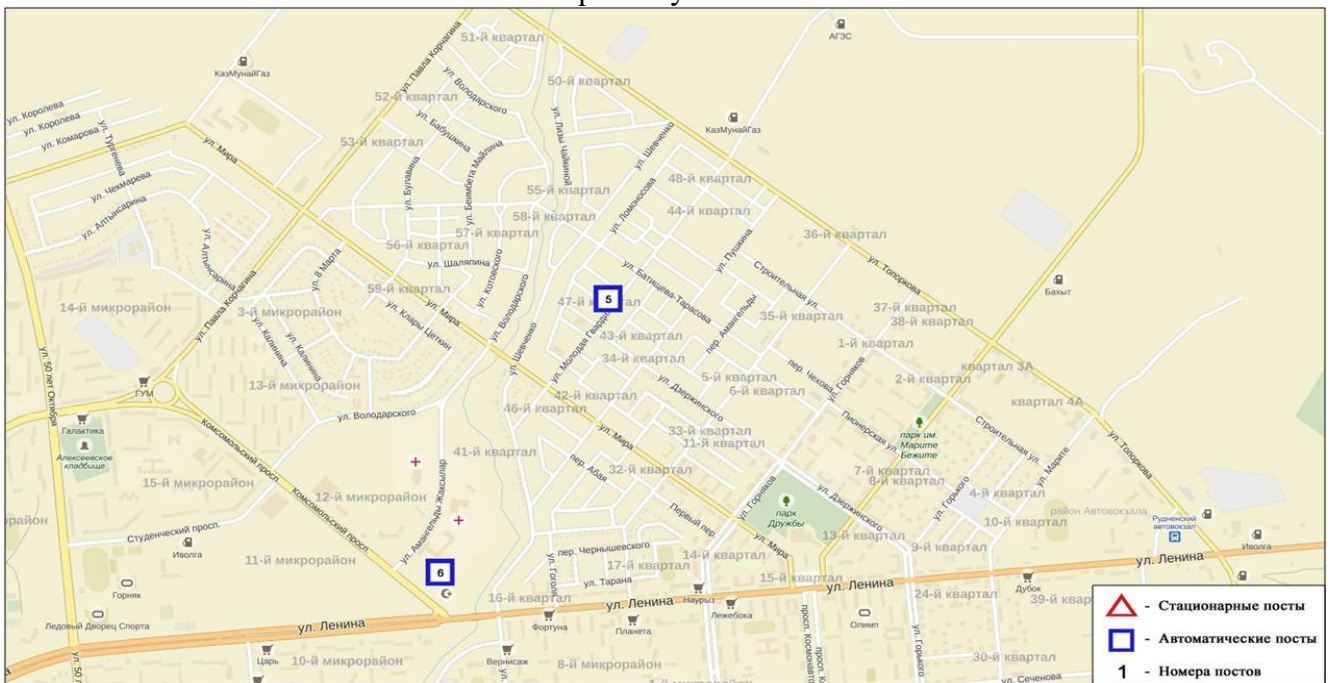 51-й квартал
АГЗС
ул. Павла Корчагина
КазМунайГаз
50-й квартал
ул. Володарского
52-й квартал
ул. Королева
ул. Королева
ул. Комарова
ул. Тургенева
ул. Бабушкина
ул. Лизы Чайкиной
КазМунайГаз
ул. Шевченко
ул. Мира
53-й квартал
ул. Беимбета Майлина
ул. Булавина
48-й квартал
ул. Чекмарева
55-й квартал
ул. Ломоносова
44-й квартал
ул. Алтынсарина
58-й квартал
57-й квартал
36-й квартал
56-й квартал
ул. Пушкина
ул. Алтынсарина
ул. 8 Марта
ул. Шаляпина
ул. Батищева-Тарасова
Строительная ул.
ул. Топоркова
ул. Котовского
59-й квартал
Бахыт
14-й микрорайон
3-й микрорайон
5
37-й квартал
ул. Павла Корчагина
ул. Клары Цеткин
ул. Мира
ул. Володарского
35-й квартал
38-й квартал
ул. Калинина
ул. Калинина
43-й квартал
пер. Амангельды
1-й квартал
ул. Шевченко
ул. Молодая
34-й квартал
ул. 50 лет Октября
квартал 3А
ГУМ
13-й микрорайон
5-й квартал
пер. Чехова
ул. Горняков
2-й квартал
42-й квартал
ул. Дзержинского
6-й квартал
квартал 4А
ул. Володарского
46-й квартал
Галактика
Комсомольский просп.
Пионерская ул.
парк им. Марите Бежите
Строительная ул.
ул. Топоркова
33-й квартал
ул. Мира
11-й квартал
Алексеевское кладбище
41-й квартал
ул. Марите
15-й микрорайон
32-й квартал
7-й квартал
8-й квартал
пер. Абая
12-й микрорайон
ул. Амангельды Жаксылар
ул. Горького
4-й квартал
Комсомольский просп.
парк Дружбы
ул. Дзержинского
ул. Горняков
Первый пер.
10-й квартал
район Автовокзала
Рудненский автовокзал
Студенческий просп.
Иволга
ул. Мира
13-й квартал
Иволга
11-й микрорайон
пер. Чернышевского
14-й квартал
9-й квартал
17-й квартал
ул. Ленина
6
ул. Гоголя
ул. Тарана
15-й квартал
ул. Ленина
Горняк
16-й квартал
ул. Ленина
Наурыз
24-й квартал
Дубок
Ледовый Дворец Спорта
ул. Ленина
Фортуна
Планета
Лежебока
Олимп
Царь
10-й микрорайон
Вернисаж
8-й микрорайон
ул. Горького
30-й квартал
ул. Сеченова
- Стационарные посты
- Автоматические посты
1 - Номера постов